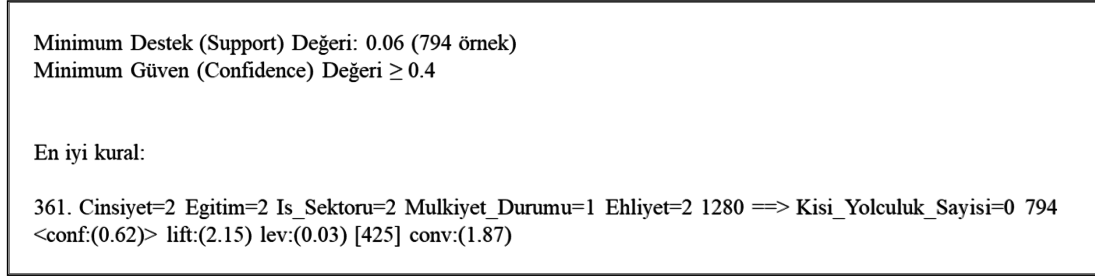 Minimum Destek (Support) Değeri: 0.06 (794 örnek)
Minimum Güven (Confidence) Değeri ≥ 0.4
En iyi kural:
361. Cinsiyet=2 Egitim=2 Is_Sektoru=2 Mulkiyet_Durumu=1 Ehliyet=2 1280 ==> Kisi_Yolculuk_Sayisi=0 794
<conf:(0.62)> lift:(2.15) lev:(0.03) [425] conv:(1.87)